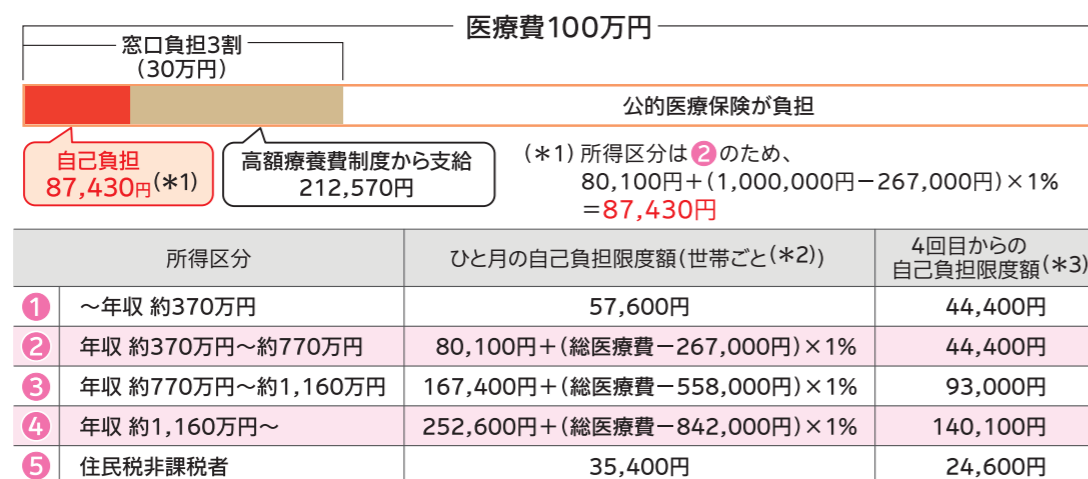 医療費100万円
窓口負担3割
(30万円)
公的医療保険が負担
自己負担
87,430円(*1)
高額療養費制度から支給
212,570円
(*1) 所得区分は❷のため、
80,100円+(1,000,000円-267,000円)×1%
=87,430円
所得区分 ひと月の自己負担限度額(世帯ごと(*2)) 4回目からの
自己負担限度額(*3)
❶ ~年収 約370万円 57,600円 44,400円
❷ 年収 約370万円~約770万円 80,100円+(総医療費-267,000円)×1% 44,400円
❸ 年収 約770万円~約1,160万円 167,400円+(総医療費-558,000円)×1% 93,000円
❹ 年収 約1,160万円~ 252,600円+(総医療費-842,000円)×1% 140,100円
❺ 住民税非課税者 35,400円 24,600円